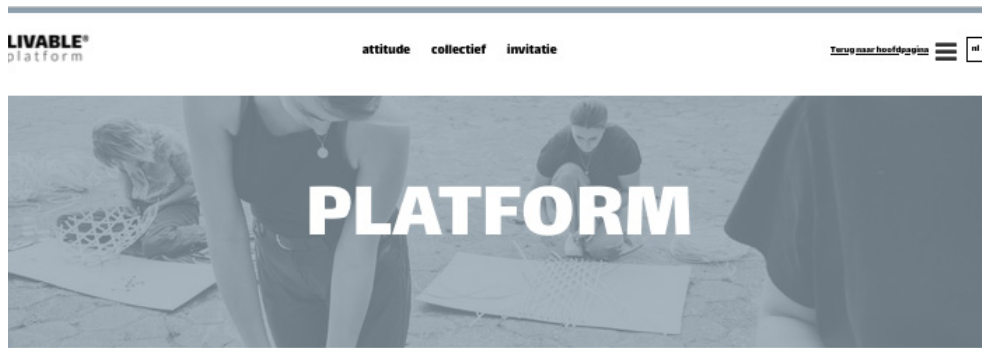 LIVABLE®
platform
attitude collectief invitatie
Terug naar hoofdpagina
nl
PLATFORM